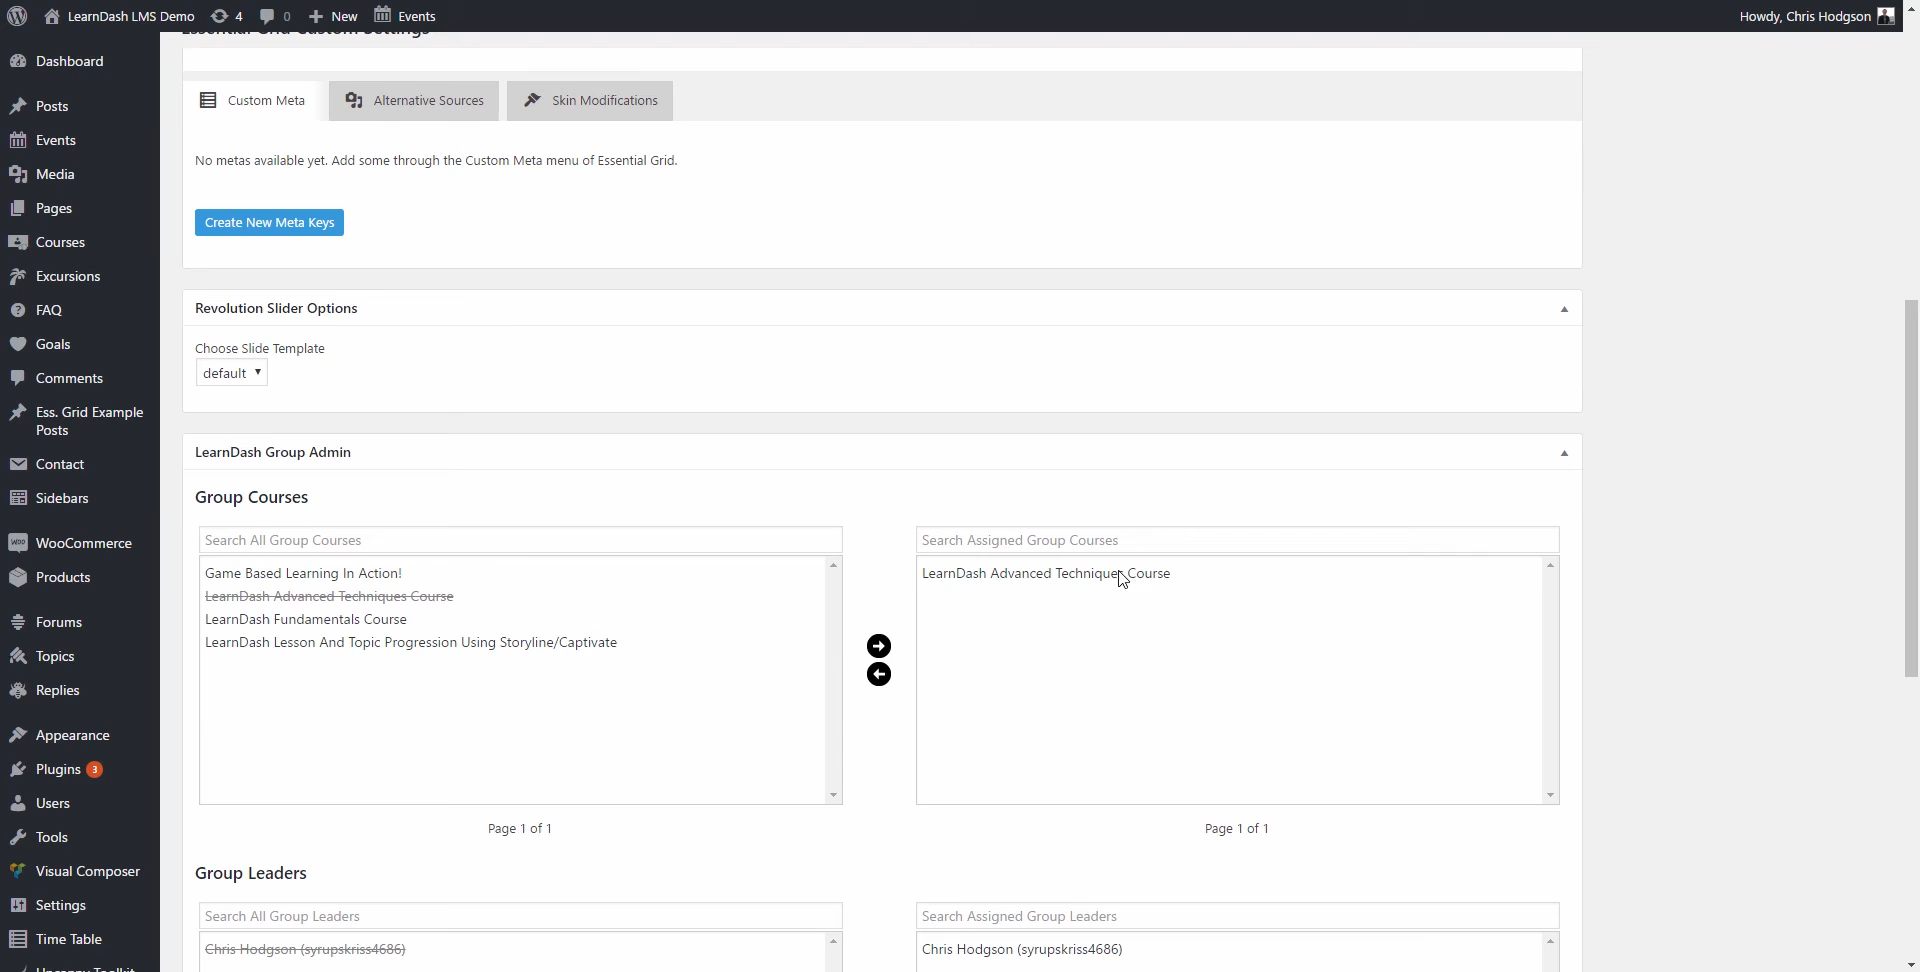 LearnDash LMS Demo
4
0
New
Events
Howdy, Chris Hodgson
Dashboard
Posts
Events
Media
Pages
Courses
Excursions
FAQ
Goals
Comments
Ess. Grid Example
Posts
Contact
Sidebars
WooCommerce
Products
Forums
Topics
Replies
Appearance
Plugins 3
Users
Tools
Visual Composer
Settings
Time Table
Uncanny Toolkit
Essential Grid Custom Settings
Custom Meta
Alternative Sources
Skin Modifications
No metas available yet. Add some through the Custom Meta menu of Essential Grid.
Create New Meta Keys
Revolution Slider Options
Choose Slide Template
default
LearnDash Group Admin
Group Courses
Search All Group Courses
Game Based Learning In Action!
LearnDash Advanced Techniques Course
LearnDash Fundamentals Course
LearnDash Lesson And Topic Progression Using Storyline/Captivate
Page 1 of 1
Search Assigned Group Courses
LearnDash Advanced Techniques Course
Page 1 of 1
Group Leaders
Search All Group Leaders
Chris Hodgson (syrupskriss4686)
Search Assigned Group Leaders
Chris Hodgson (syrupskriss4686)